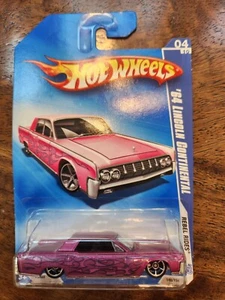 04
HOT WHEELS
'64 LINCOLN CONTINENTAL
REBEL RIDES